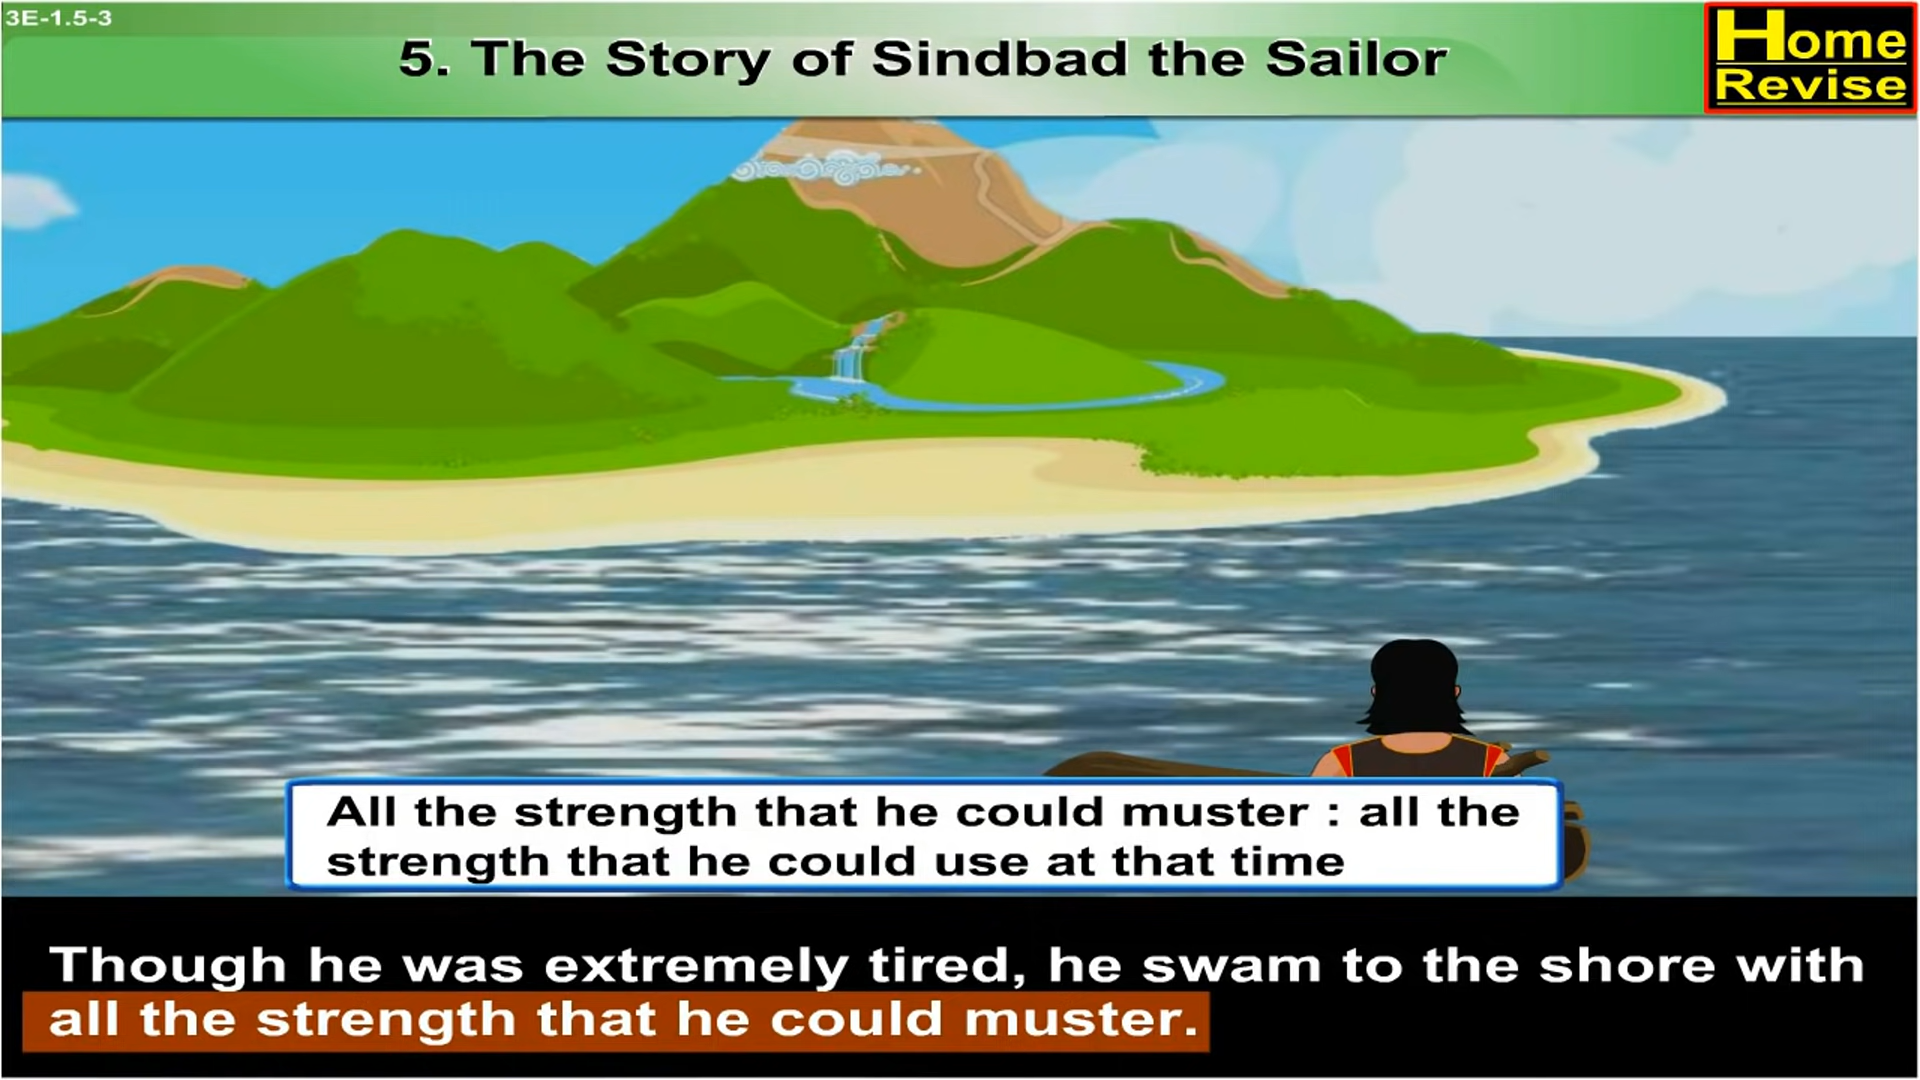 3E-1.5-3
5. The Story of Sindbad the Sailor
Home
Revise
All the strength that he could muster : all the
strength that he could use at that time
Though he was extremely tired, he swam to the shore with
all the strength that he could muster.